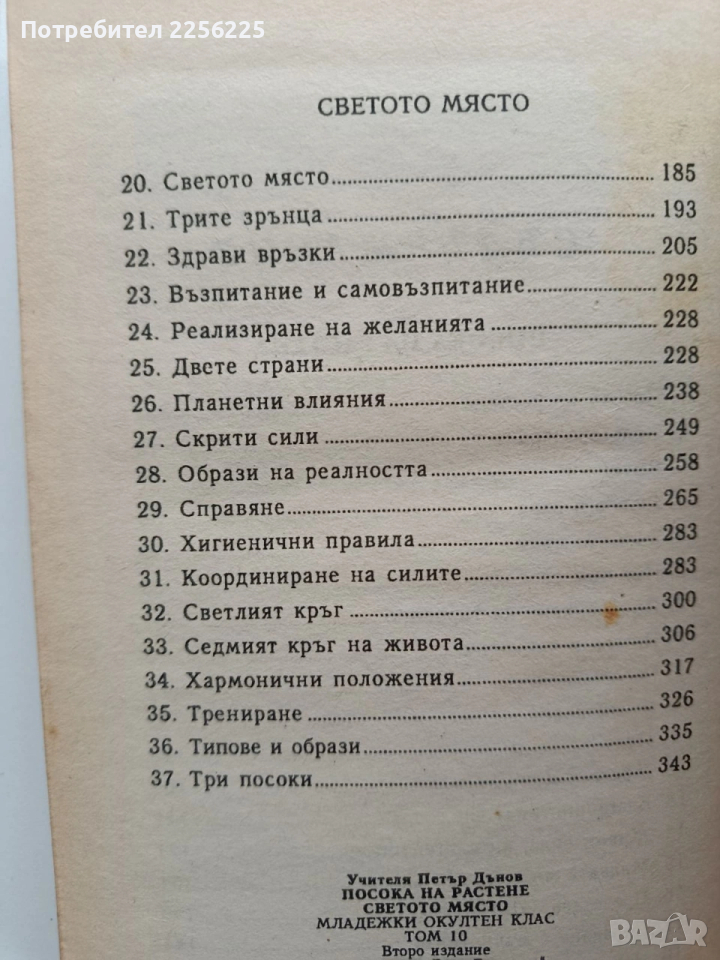 Потребител 2256225
СВЕТОТО МЯСТО
20. Светото място 185
21. Трите зрънца 193
22. Здрави връзки 205
23. Възпитание и самовъзпитание 222
24. Реализиране на желанията 228
25. Двете страни 228
26. Планетни влияния 238
27. Скрити сили 249
28. Образи на реалността 258
29. Справяне 265
30. Хигиенични правила 283
31. Координиране на силите 283
32. Светлият кръг 300
33. Седмият кръг на живота 306
34. Хармонични положения 317
35. Трениране 326
36. Типове и образи 335
37. Три посоки 343
Учителя Петър Дънов
ПОСОКА НА РАСТЕНЕ
СВЕТОТО МЯСТО
МЛАДЕЖКИ ОКУЛТЕН КЛАС
ТОМ 10
Второ издание
BAZAR